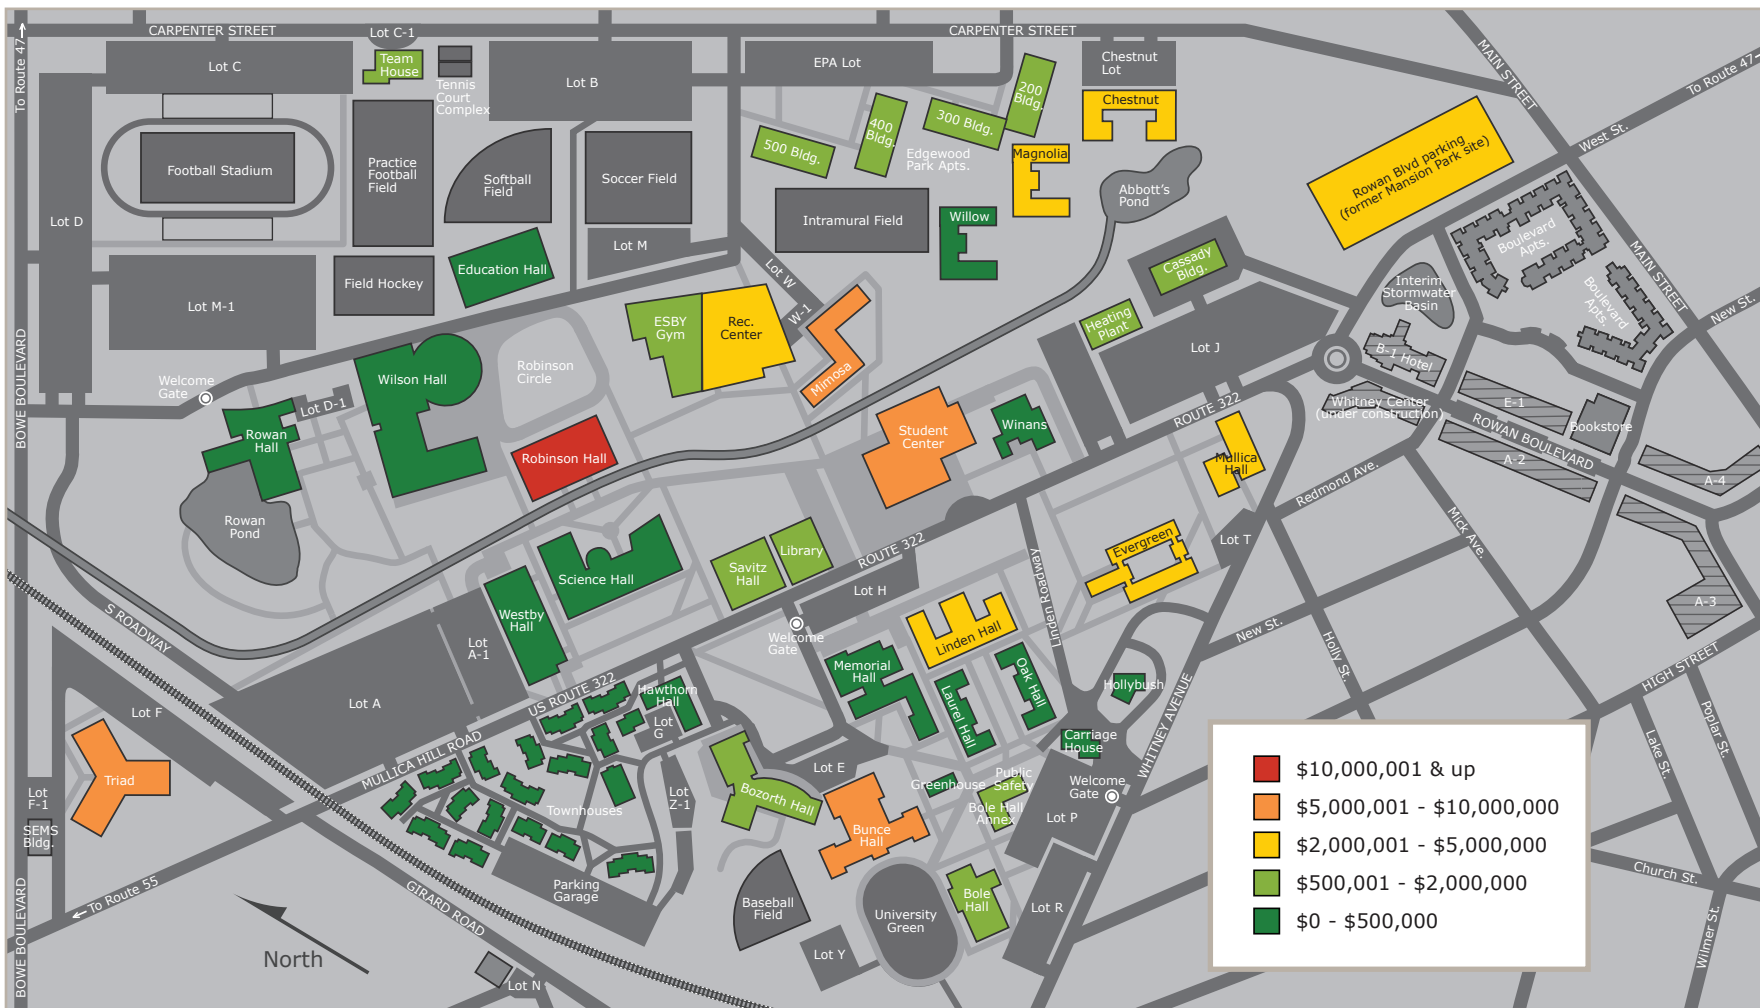 CARPENTER STREET
Lot C-1
CARPENTER STREET
MAIN STREET
To Route 47
To Route 47
Lot C
Team
House
Tennis
Court
Complex
Lot B
EPA Lot
Chestnut
Lot
Chestnut
200
Bldg.
300 Bldg.
400
Bldg.
500 Bldg.
Edgewood
Park Apts.
Magnolia
Rowan Blvd parking
(former Mansion Park site)
West St.
Football Stadium
Practice
Football
Field
Softball
Field
Soccer Field
Intramural Field
Willow
Abbott's
Pond
Lot D
Lot M
Education Hall
Field Hockey
Lot M-1
Lot W
W-1
Cassady
Bldg.
Heating
Plant
Interim
Stormwater
Basin
Boulevard
Apts.
Boulevard
Apts.
MAIN STREET
New St.
BOWE BOULEVARD
Welcome
Gate
Wilson Hall
Robinson
Circle
ESBY
Gym
Rec.
Center
Mimosa
Lot J
B-1 Hotel
Whitney Center
(under construction)
E-1
Bookstore
ROWAN BOULEVARD
A-2
A-4
A-3
Lot D-1
Rowan
Hall
Robinson Hall
Student
Center
Winans
ROUTE 322
Mullica
Hall
Redmond Ave.
Mick Ave.
Rowan
Pond
Science Hall
Savitz
Hall
Library
ROUTE 322
Linden Roadway
Evergreen
Lot T
Westby
Hall
Lot
A-1
Lot H
Welcome
Gate
Linden Hall
New St.
Holly St.
HIGH STREET
S ROADWAY
Lot A
US ROUTE 322
Hawthorn
Hall
Lot
G
Memorial
Hall
Laurel Hall
Oak Hall
Hollybush
WHITNEY AVENUE
Carriage
House
Lake St.
Poplar St.
Lot F
Triad
MULLICA HILL ROAD
Townhouses
Lot
Z-1
Bozorth Hall
Lot E
Greenhouse
Public
Safety
Bole Hall
Annex
Welcome
Gate
Lot P
Lot
F-1
SEMS
Bldg.
Bunce
Hall
Parking
Garage
Baseball
Field
University
Green
Bole
Hall
Lot R
Lot Y
Church St.
Wilmer St.
To Route 55
GIRARD ROAD
BOWE BOULEVARD
North
Lot N
$10,000,001 & up
$5,000,001 - $10,000,000
$2,000,001 - $5,000,000
$500,001 - $2,000,000
$0 - $500,000